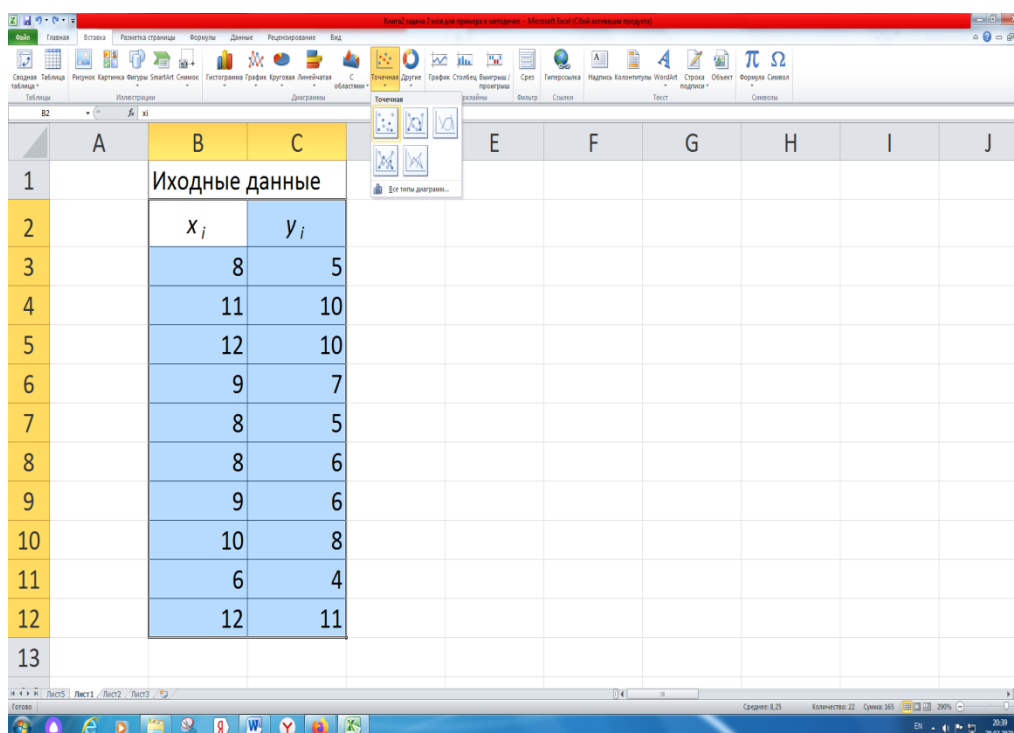 Книга2 задача 2 моя для примера в методичке - Microsoft Excel (Сбой активации продукта)
Файл Главная Вставка Разметка страницы Формулы Данные Рецензирование Вид
Сводная таблица Таблица Рисунок Картинка Фигуры SmartArt Снимок Гистограмма График Круговая Линейчатая С областями Точечная Другие График Столбец Выигрыш / проигрыш Срез Гиперссылка Надпись Колонтитулы WordArt Строка подписи Объект Формула Символ
Таблицы Иллюстрации Диаграммы Фильтр Ссылки Текст Символы
Точечная
Все типы диаграмм...
B2 fx xi
A B C E F G H I J
1 Иходные данные
2 x i y i
3 8 5
4 11 10
5 12 10
6 9 7
7 8 5
8 8 6
9 9 6
10 10 8
11 6 4
12 12 11
13
Лист5 Лист1 Лист2 Лист3
Готово Среднее: 8,25 Количество: 22 Сумма: 165 290%
EN 20:39